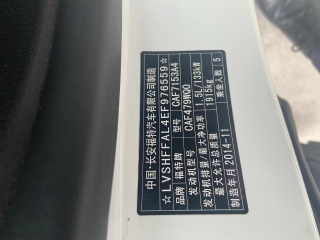 中国·长安福特汽车有限公司制造
☆LVSHFFAL4EF976559☆
品牌 福特牌 型号 CAF7153A4
发动机型号 CAF479WQ0
发动机排量/最大净功率 1.5L/133kW
最大允许总质量 1915kg
制造年月 2014-11 乘坐人数 5